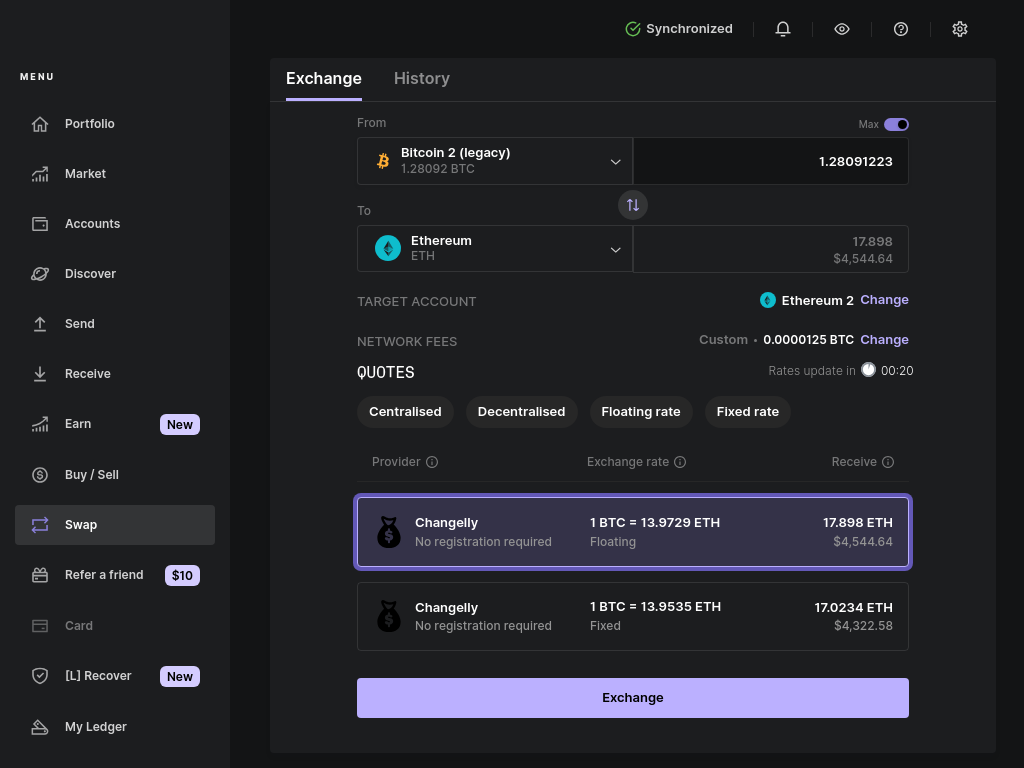 Synchronized
MENU
Portfolio
Market
Accounts
Discover
Send
Receive
Earn New
Buy / Sell
Swap
Refer a friend $10
Card
[L] Recover New
My Ledger
Exchange History
From Max
Bitcoin 2 (legacy)
1.28092 BTC
1.28091223
To
Ethereum
ETH
17.898
$4,544.64
TARGET ACCOUNT Ethereum 2 Change
NETWORK FEES Custom • 0.0000125 BTC Change
QUOTES Rates update in 00:20
Centralised Decentralised Floating rate Fixed rate
Provider Exchange rate Receive
Changelly 1 BTC = 13.9729 ETH 17.898 ETH
No registration required Floating $4,544.64
Changelly 1 BTC = 13.9535 ETH 17.0234 ETH
No registration required Fixed $4,322.58
Exchange